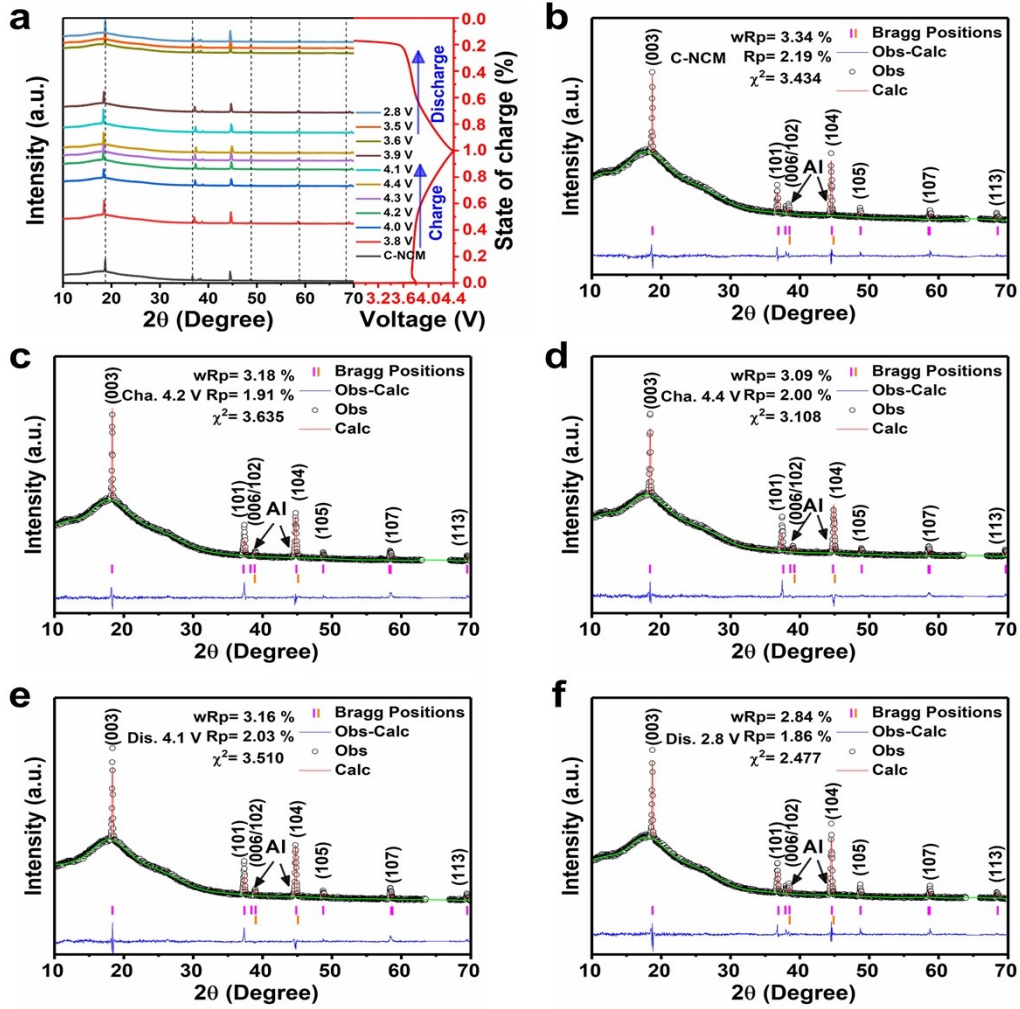 a
Intensity (a.u.)
2.8 V
3.5 V
3.6 V
3.9 V
4.1 V
4.4 V
4.3 V
4.2 V
4.0 V
3.8 V
C-NCM
Discharge
Charge
0.0
0.2
0.4
0.6
0.8
1.0
0.8
0.6
0.4
0.2
0.0
State of charge (%)
10 20 30 40 50 60 70
3.2 3.6 4.0 4.4
2θ (Degree)
Voltage (V)
b
Intensity (a.u.)
C-NCM
wRp= 3.34 %
Rp= 2.19 %
χ²= 3.434
Bragg Positions
Obs-Calc
Obs
Calc
(003)
(101)
(006/102)
Al
(104)
(105)
(107)
(113)
10 20 30 40 50 60 70
2θ (Degree)
c
Intensity (a.u.)
wRp= 3.18 %
Cha. 4.2 V Rp= 1.91 %
χ²= 3.635
Bragg Positions
Obs-Calc
Obs
Calc
(003)
(101)
(006/102)
Al
(104)
(105)
(107)
(113)
10 20 30 40 50 60 70
2θ (Degree)
d
Intensity (a.u.)
wRp= 3.09 %
Cha. 4.4 V Rp= 2.00 %
χ²= 3.108
Bragg Positions
Obs-Calc
Obs
Calc
(003)
(101)
(006/102)
Al
(104)
(105)
(107)
(113)
10 20 30 40 50 60 70
2θ (Degree)
e
Intensity (a.u.)
wRp= 3.16 %
Dis. 4.1 V Rp= 2.03 %
χ²= 3.510
Bragg Positions
Obs-Calc
Obs
Calc
(003)
(101)
(006/102)
Al
(104)
(105)
(107)
(113)
10 20 30 40 50 60 70
2θ (Degree)
f
Intensity (a.u.)
wRp= 2.84 %
Dis. 2.8 V Rp= 1.86 %
χ²= 2.477
Bragg Positions
Obs-Calc
Obs
Calc
(003)
(101)
(006/102)
Al
(104)
(105)
(107)
(113)
10 20 30 40 50 60 70
2θ (Degree)